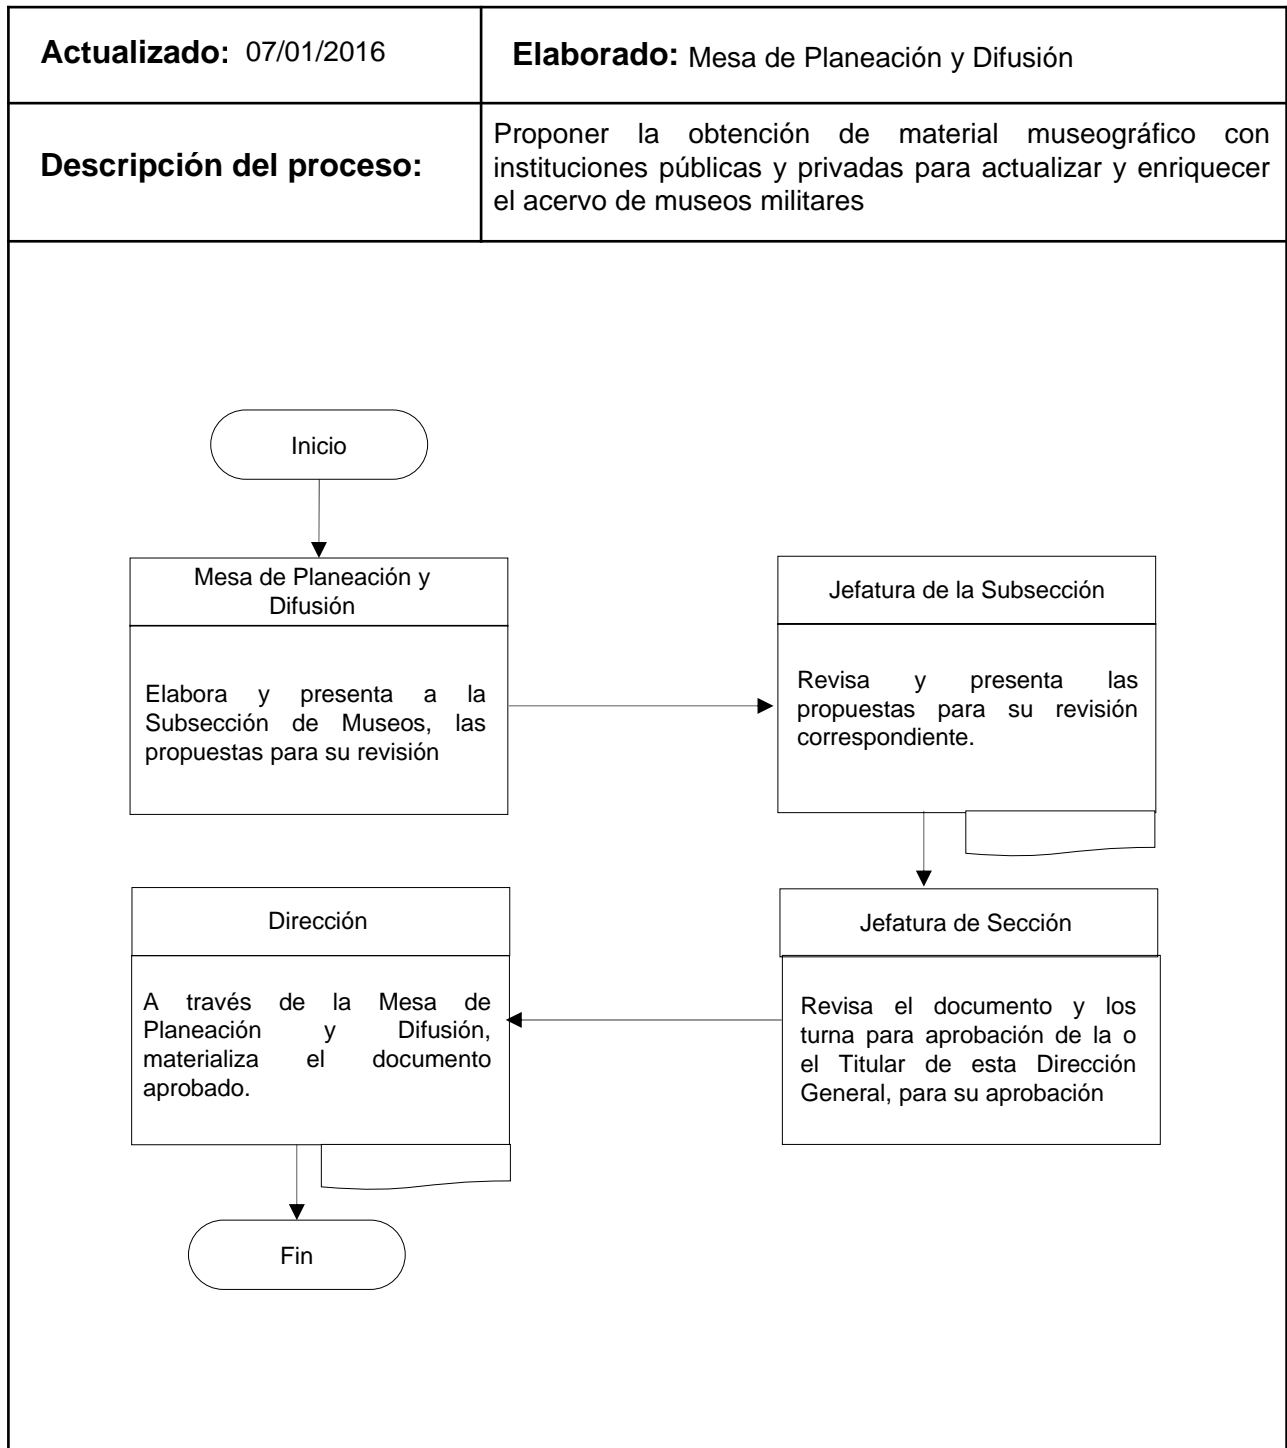 Actualizado: 07/01/2016
Elaborado: Mesa de Planeación y Difusión
Descripción del proceso:
Proponer la obtención de material museográfico con
instituciones públicas y privadas para actualizar y enriquecer
el acervo de museos militares
Inicio
Mesa de Planeación y
Difusión
Elabora y presenta a la
Subsección de Museos, las
propuestas para su revisión
Jefatura de la Subsección
Revisa y presenta las
propuestas para su revisión
correspondiente.
Jefatura de Sección
Revisa el documento y los
turna para aprobación de la o
el Titular de esta Dirección
General, para su aprobación
Dirección
A través de la Mesa de
Planeación y Difusión,
materializa el documento
aprobado.
Fin